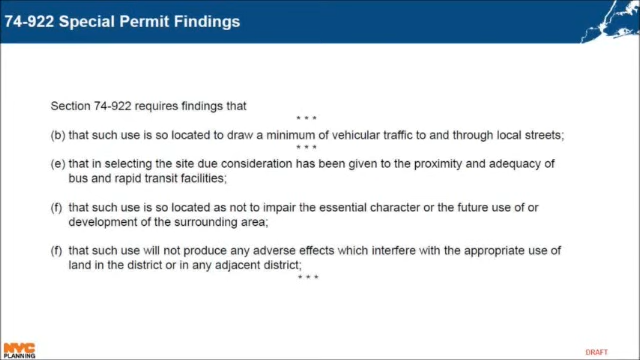 74-922 Special Permit Findings
Section 74-922 requires findings that
* * *
(b) that such use is so located to draw a minimum of vehicular traffic to and through local streets;
* * *
(e) that in selecting the site due consideration has been given to the proximity and adequacy of
bus and rapid transit facilities;
(f) that such use is so located as not to impair the essential character or the future use of or
development of the surrounding area;
(f) that such use will not produce any adverse effects which interfere with the appropriate use of
land in the district or in any adjacent district;
* * *
NYC
PLANNING
DRAFT